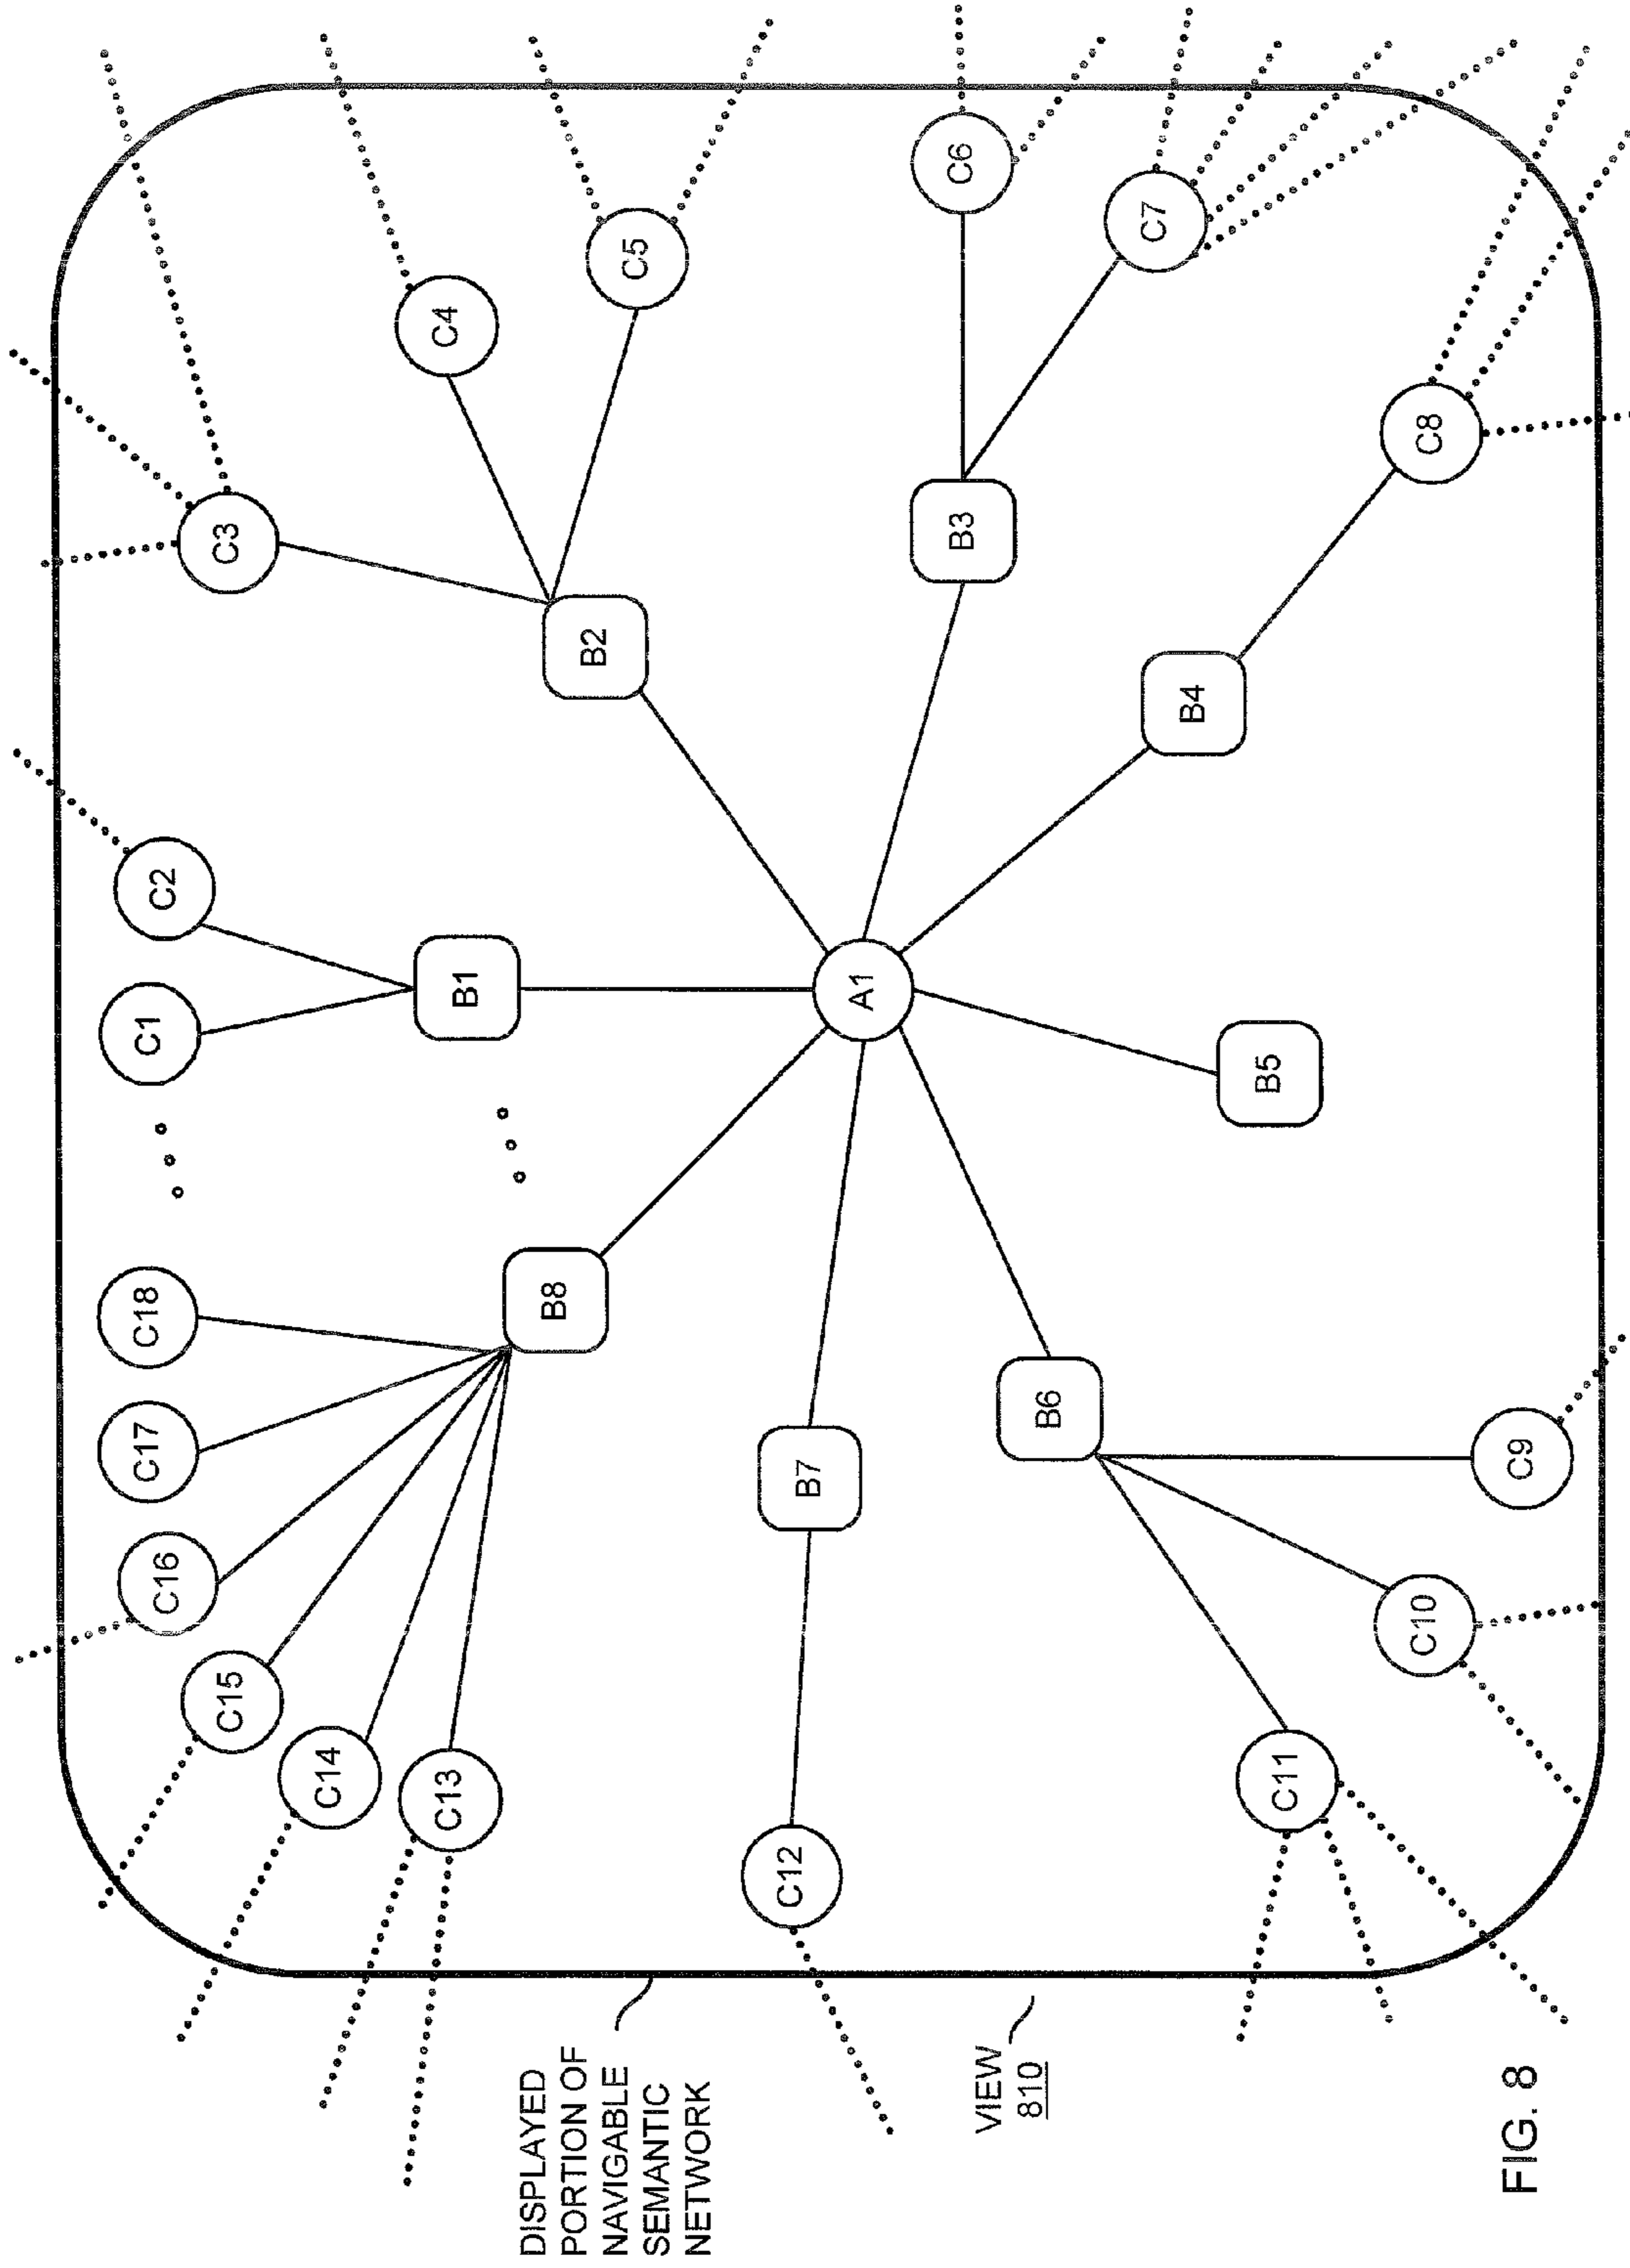 C17
C18
C1
C16
C2
C15
C3
C14
C13
C4
B1
B8
B2
C5
DISPLAYED
PORTION OF
NAVIGABLE
SEMANTIC
NETWORK
C12
B7
A1
B3
C6
VIEW
810
B6
C7
B4
B5
C11
C10
C8
C9
FIG. 8